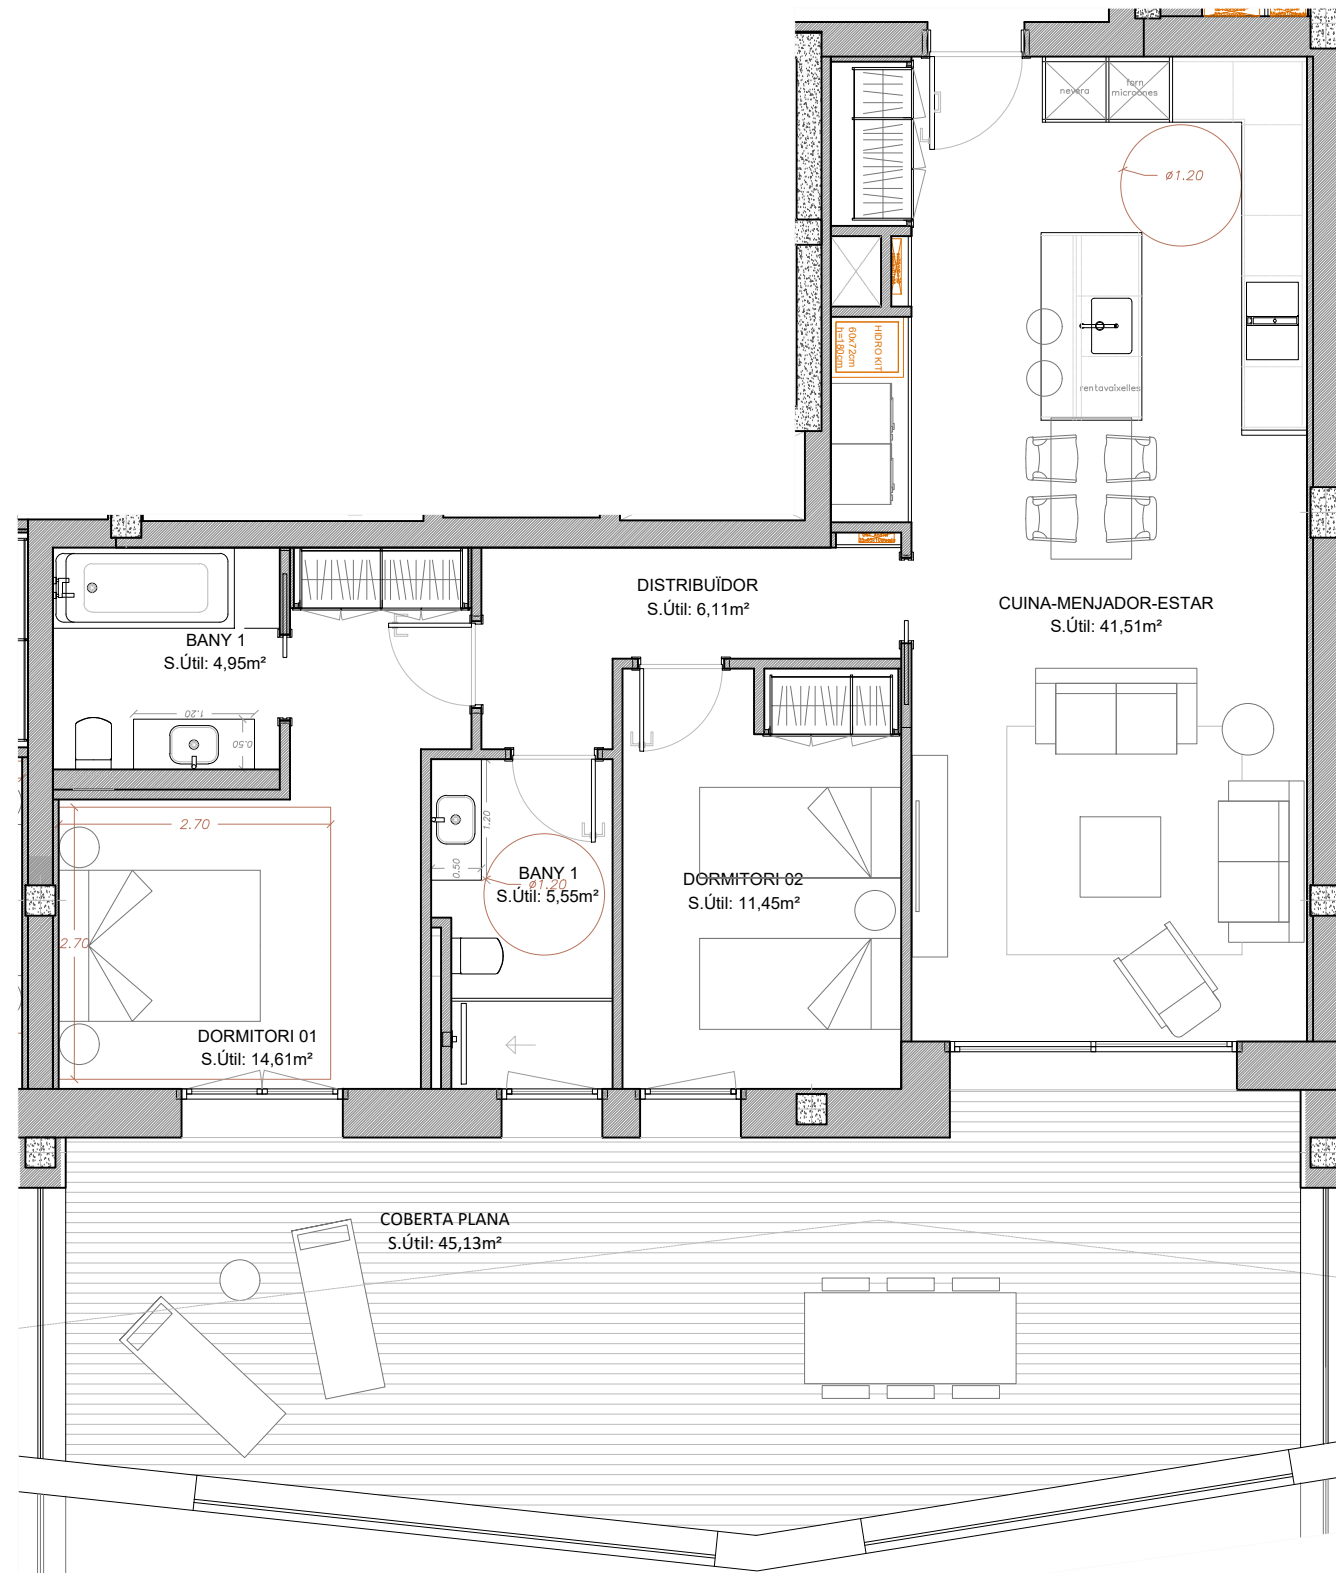 nevera
forn
microones
ø1.20
HIDROKIT
60x72cm
h=180cm
rentavaixelles
DISTRIBUÏDOR
S.Útil: 6,11m²
CUINA-MENJADOR-ESTAR
S.Útil: 41,51m²
BANY 1
S.Útil: 4,95m²
1.20
0.50
2.70
2.70
1.20
0.50
BANY 1
ø1.20
S.Útil: 5,55m²
DORMITORI 02
S.Útil: 11,45m²
DORMITORI 01
S.Útil: 14,61m²
COBERTA PLANA
S.Útil: 45,13m²